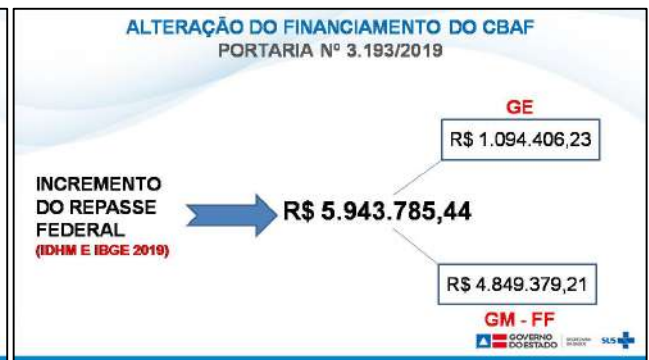 ALTERAÇÃO DO FINANCIAMENTO DO CBAF
PORTARIA Nº 3.193/2019
GE
R$ 1.094.406,23
INCREMENTO
DO REPASSE
FEDERAL
(IDHM E IBGE 2019)
R$ 5.943.785,44
R$ 4.849.379,21
GM - FF
GOVERNO
DO ESTADO
SUS